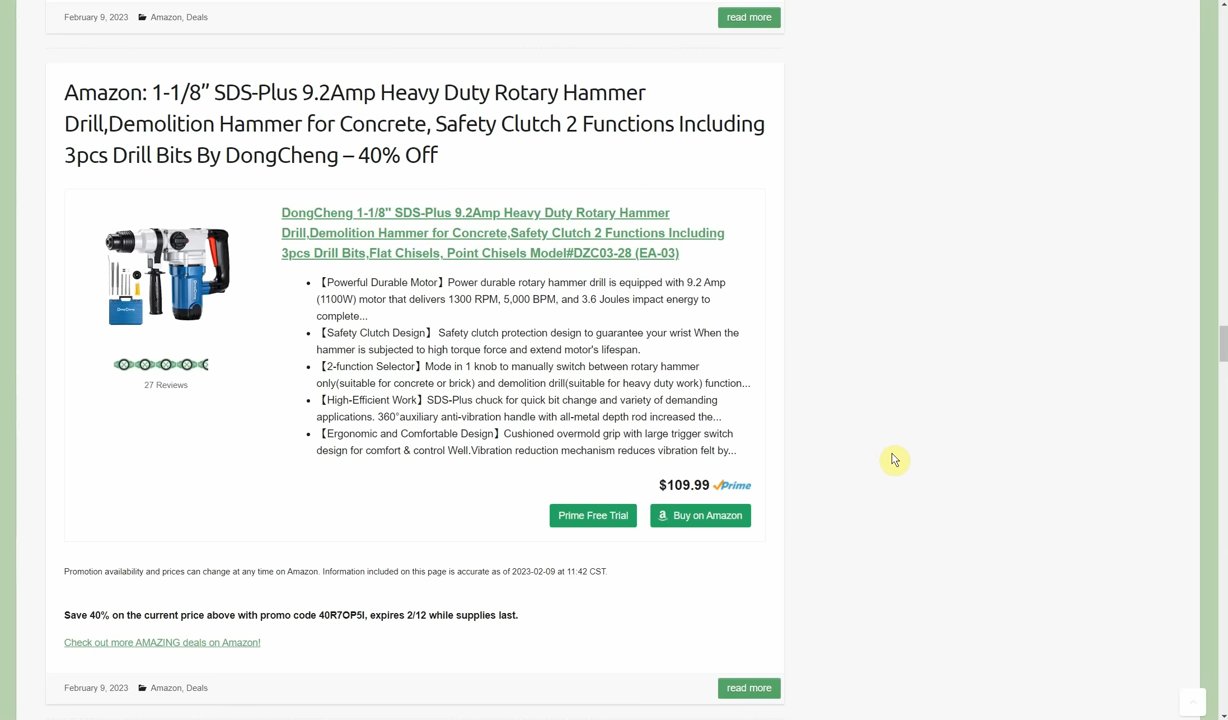 February 9, 2023 Amazon, Deals
read more
Amazon: 1-1/8” SDS-Plus 9.2Amp Heavy Duty Rotary Hammer
Drill,Demolition Hammer for Concrete, Safety Clutch 2 Functions Including
3pcs Drill Bits By DongCheng – 40% Off
DongCheng 1-1/8" SDS-Plus 9.2Amp Heavy Duty Rotary Hammer
Drill,Demolition Hammer for Concrete,Safety Clutch 2 Functions Including
3pcs Drill Bits,Flat Chisels, Point Chisels Model#DZC03-28 (EA-03)
27 Reviews
• 【Powerful Durable Motor】Power durable rotary hammer drill is equipped with 9.2 Amp
(1100W) motor that delivers 1300 RPM, 5,000 BPM, and 3.6 Joules impact energy to
complete...
• 【Safety Clutch Design】 Safety clutch protection design to guarantee your wrist When the
hammer is subjected to high torque force and extend motor's lifespan.
• 【2-function Selector】Mode in 1 knob to manually switch between rotary hammer
only(suitable for concrete or brick) and demolition drill(suitable for heavy duty work) function...
• 【High-Efficient Work】SDS-Plus chuck for quick bit change and variety of demanding
applications. 360°auxiliary anti-vibration handle with all-metal depth rod increased the...
• 【Ergonomic and Comfortable Design】Cushioned overmold grip with large trigger switch
design for comfort & control Well.Vibration reduction mechanism reduces vibration felt by...
$109.99 Prime
Prime Free Trial
Buy on Amazon
Promotion availability and prices can change at any time on Amazon. Information included on this page is accurate as of 2023-02-09 at 11:42 CST.
Save 40% on the current price above with promo code 40R7OP5I, expires 2/12 while supplies last.
Check out more AMAZING deals on Amazon!
February 9, 2023 Amazon, Deals
read more